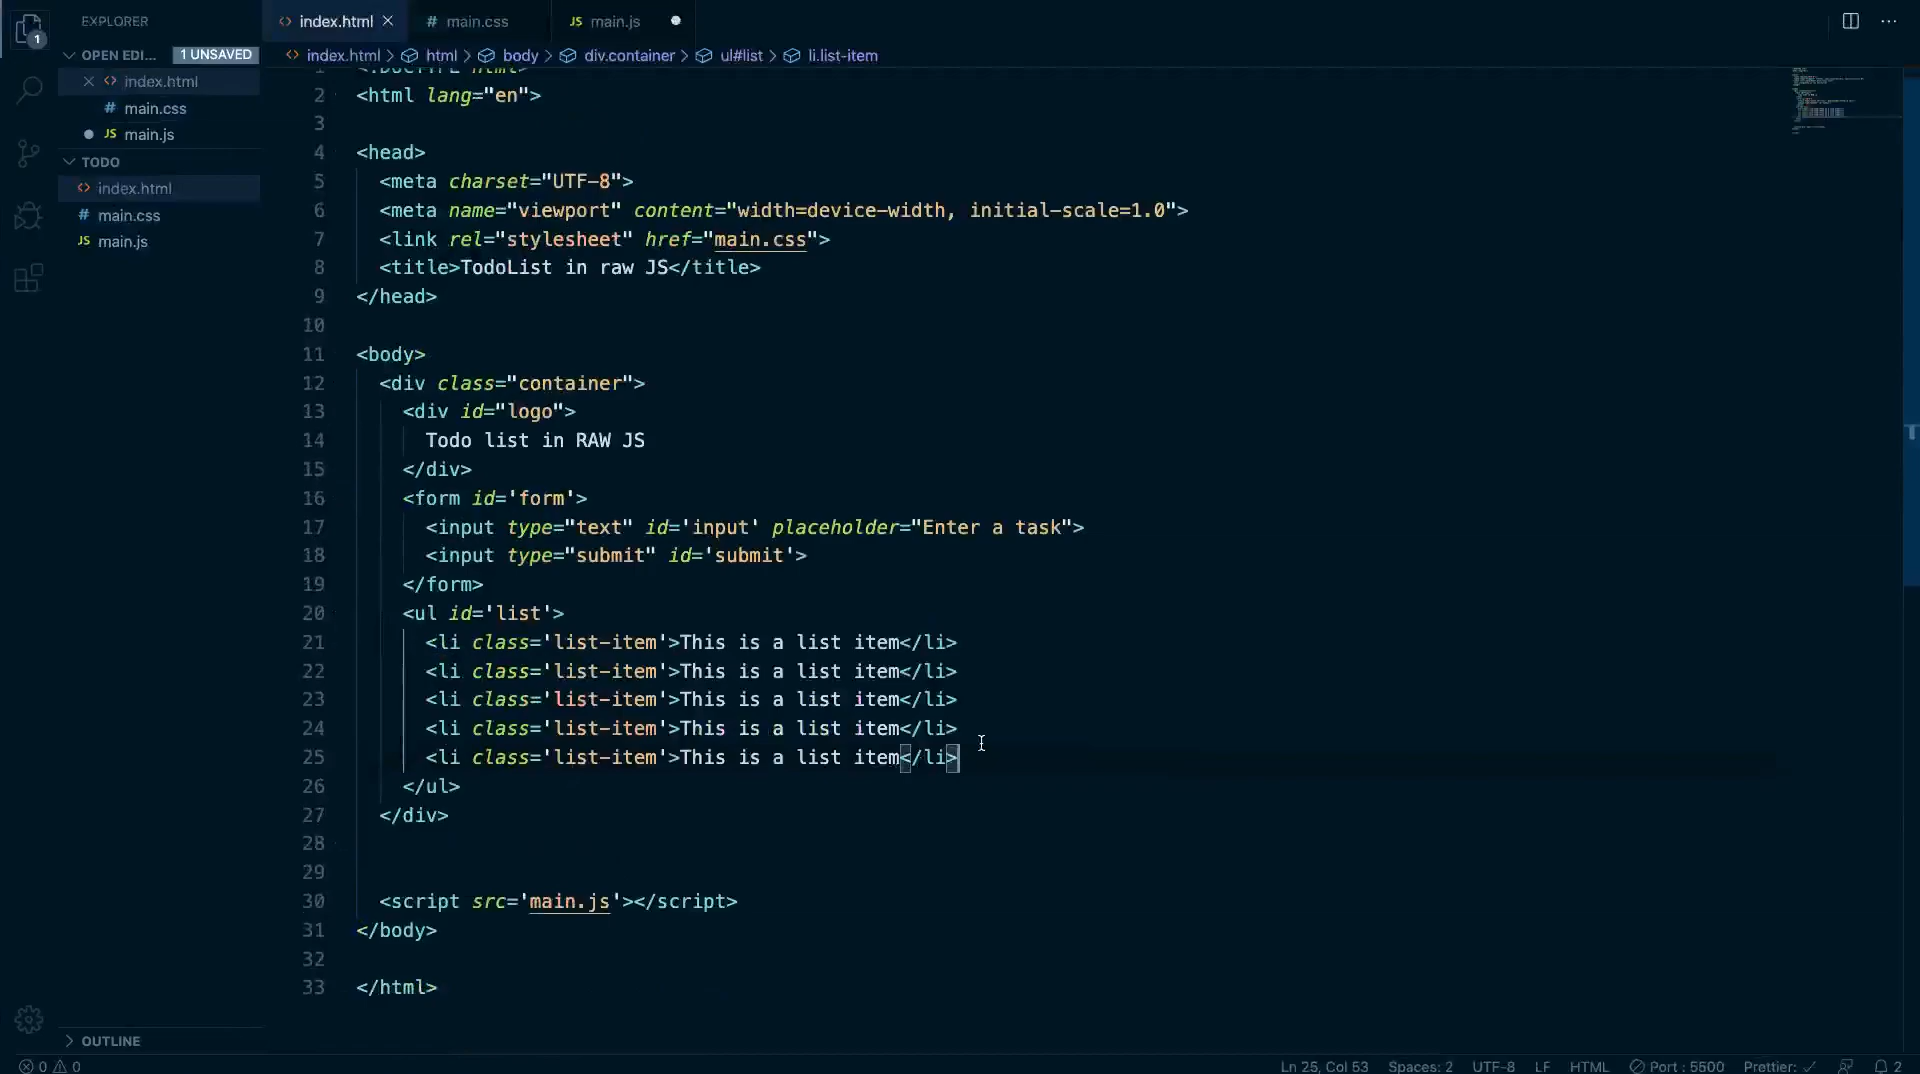 EXPLORER
index.html
main.css
main.js
OPEN EDI...
1 UNSAVED
index.html > html > body > div.container > ul#list > li.list-item
index.html
main.css
main.js
TODO
index.html
main.css
main.js
1
1 <!DOCTYPE html>
2 <html lang="en">
3
4 <head>
5 <meta charset="UTF-8">
6 <meta name="viewport" content="width=device-width, initial-scale=1.0">
7 <link rel="stylesheet" href="main.css">
8 <title>TodoList in raw JS</title>
9 </head>
10
11 <body>
12 <div class="container">
13 <div id="logo">
14 Todo list in RAW JS
15 </div>
16 <form id='form'>
17 <input type="text" id='input' placeholder="Enter a task">
18 <input type="submit" id='submit'>
19 </form>
20 <ul id='list'>
21 <li class='list-item'>This is a list item</li>
22 <li class='list-item'>This is a list item</li>
23 <li class='list-item'>This is a list item</li>
24 <li class='list-item'>This is a list item</li>
25 <li class='list-item'>This is a list item</li>
26 </ul>
27 </div>
28
29
30 <script src='main.js'></script>
31 </body>
32
33 </html>
OUTLINE
0 0
Ln 25, Col 53 Spaces: 2 UTF-8 LF HTML Port : 5500 Prettier: ✓ 2